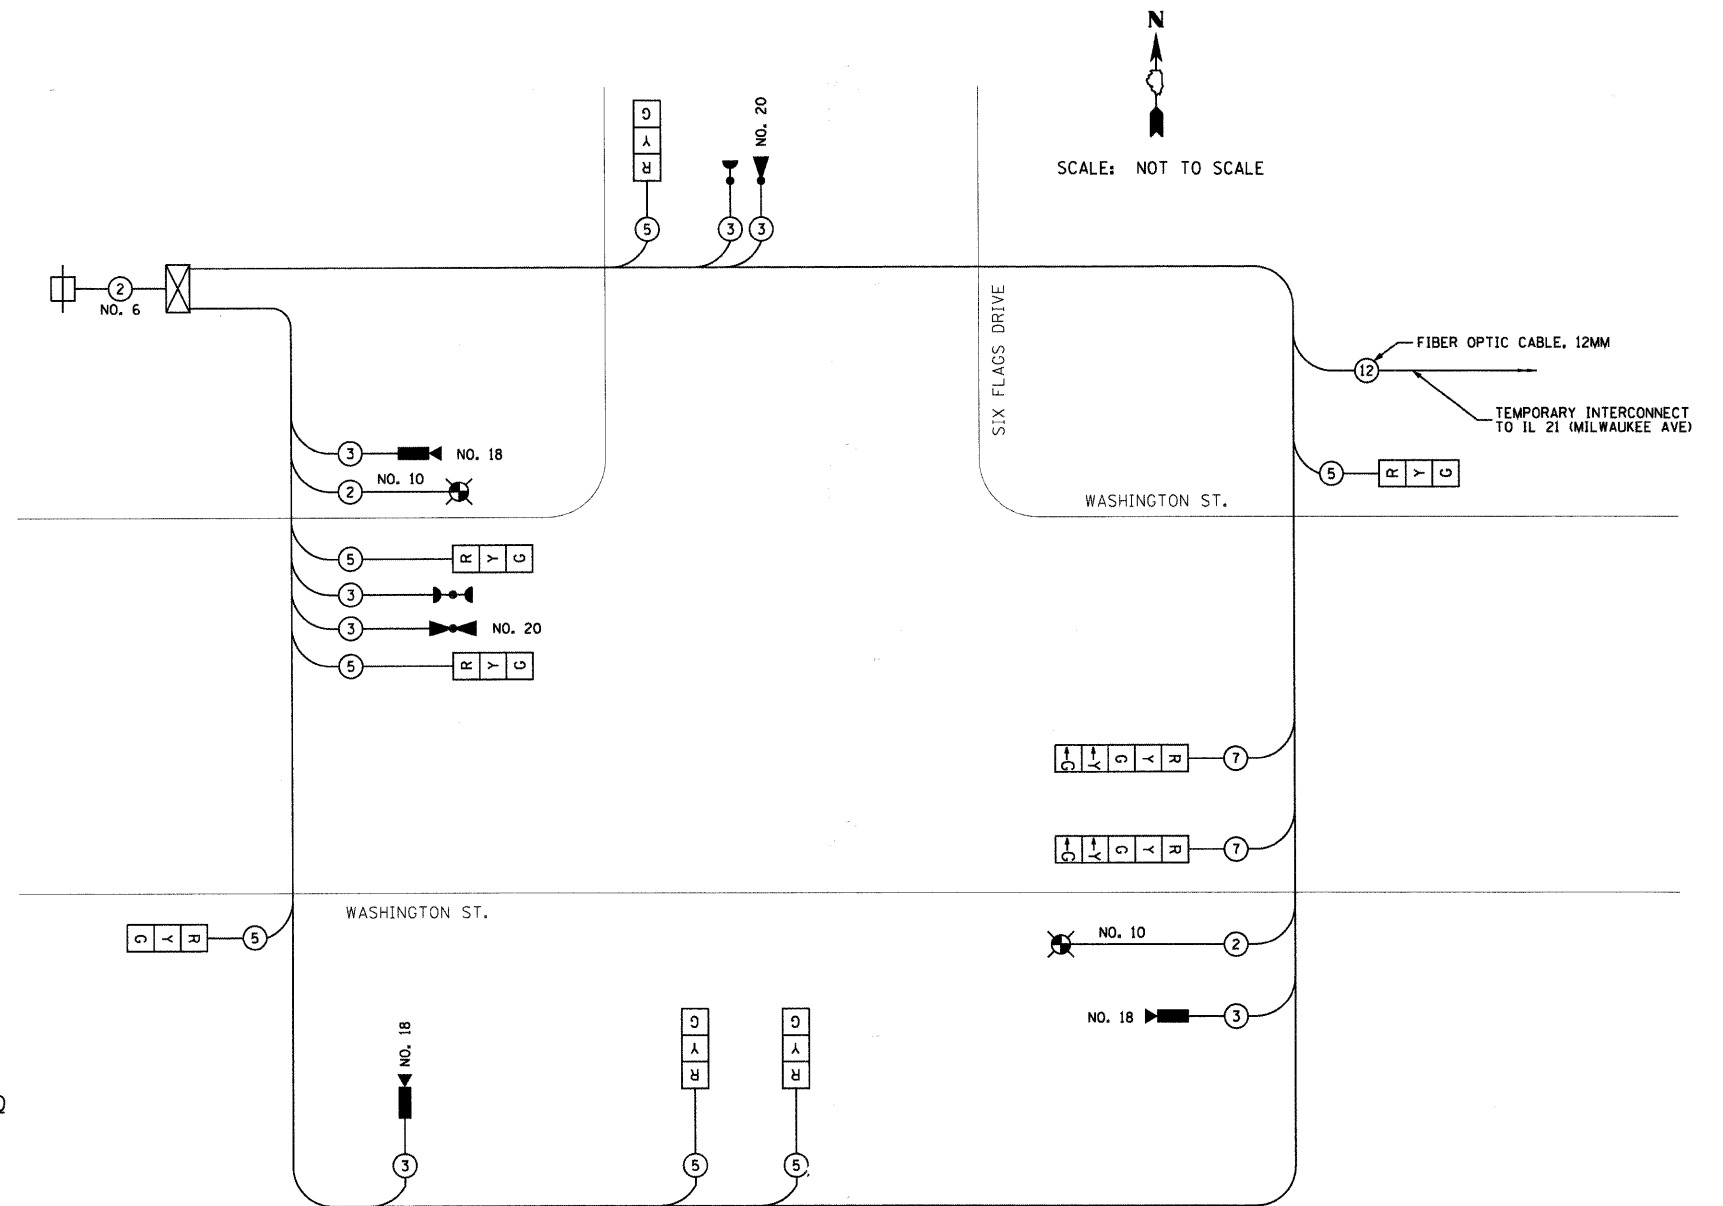 N
SCALE: NOT TO SCALE
G Y R
NO. 20
5
3
3
2
NO. 6
SIX FLAGS DRIVE
FIBER OPTIC CABLE, 12MM
12
TEMPORARY INTERCONNECT
TO IL 21 (MILWAUKEE AVE)
3
NO. 18
2
NO. 10
5
R Y G
WASHINGTON ST.
5
R Y G
3
3
NO. 20
5
R Y G
G Y G Y R
7
G Y G Y R
7
WASHINGTON ST.
G Y R
5
NO. 10
2
NO. 18
3
NO. 18
3
G Y R
5
G Y R
5